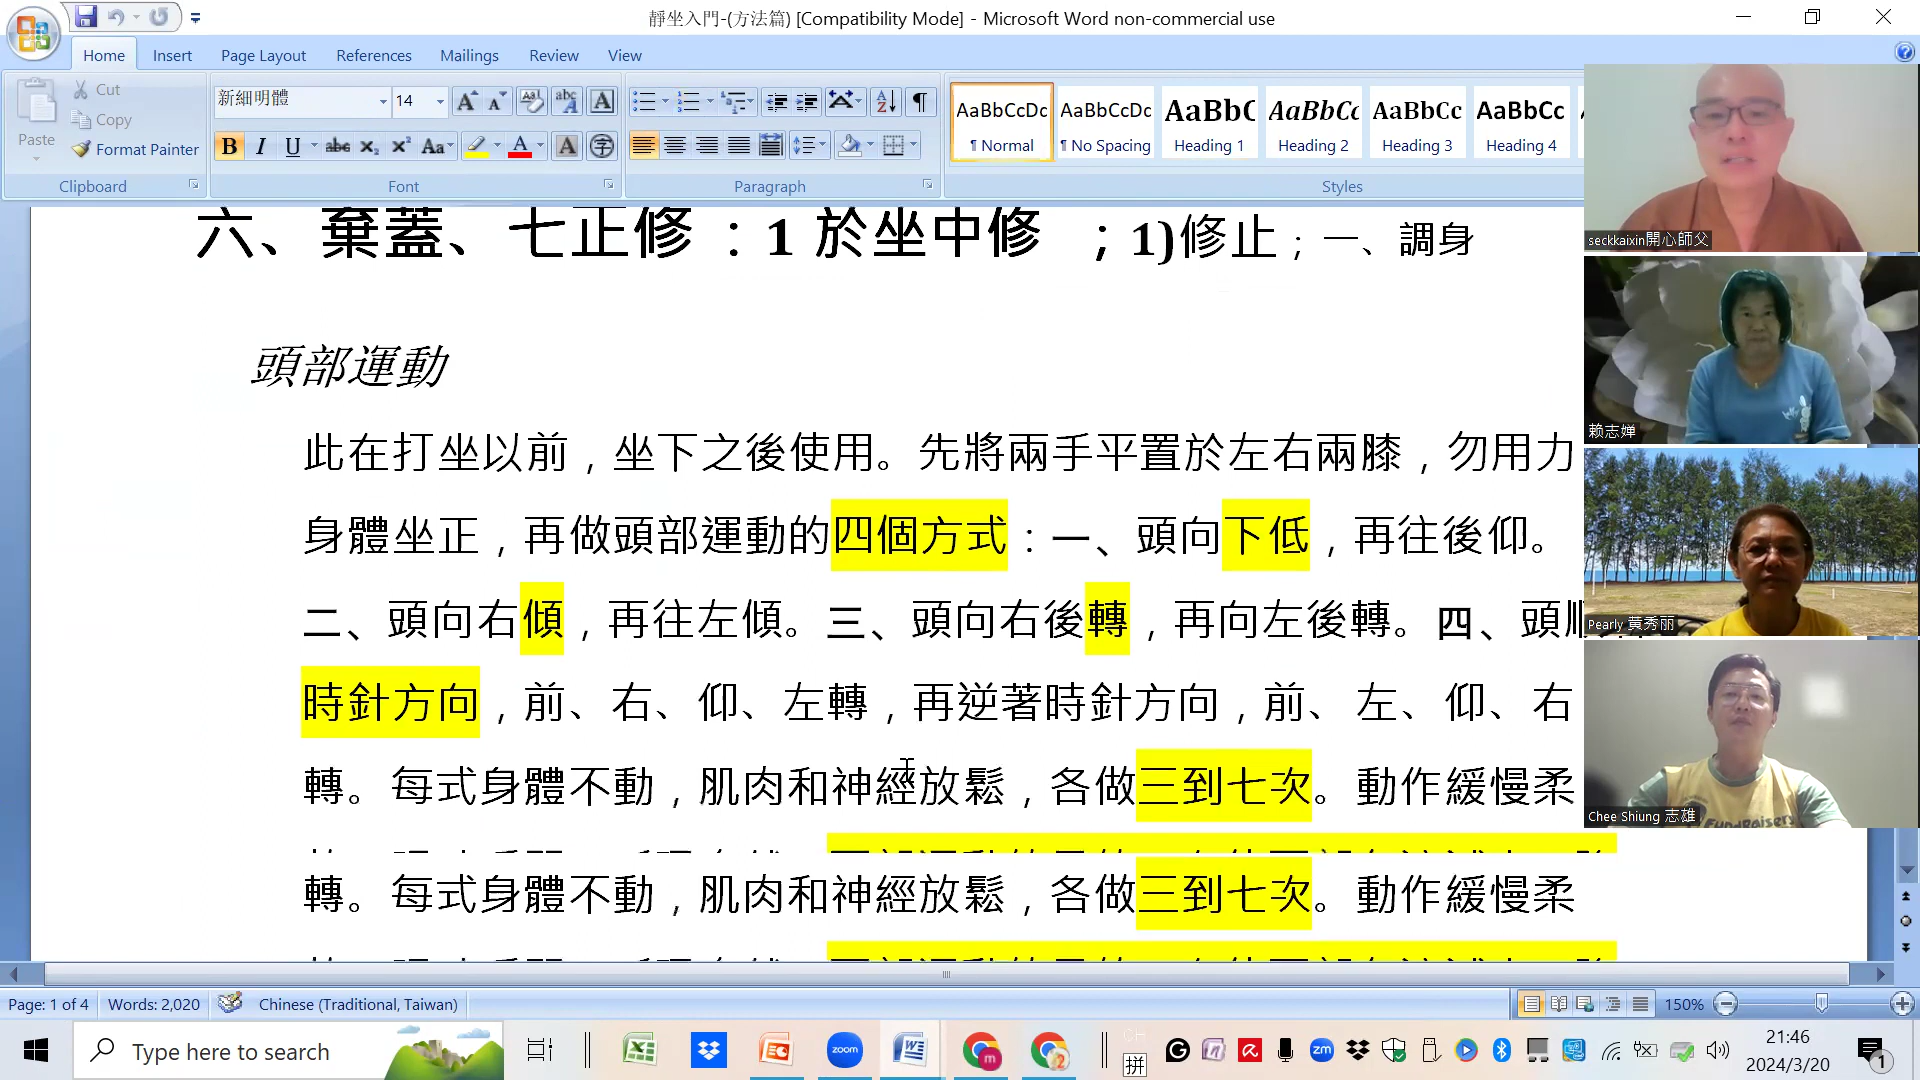 靜坐入門-(方法篇) [Compatibility Mode] - Microsoft Word non-commercial use
Home Insert Page Layout References Mailings Review View
Paste
Cut
Copy
Format Painter
Clipboard
新細明體 14
Font
Paragraph
AaBbCcDc AaBbCcDc AaBbC AaBbCc AaBbCc AaBbCc
¶ Normal ¶ No Spacing Heading 1 Heading 2 Heading 3 Heading 4
Styles
六、棄蓋、七正修 ：1 於坐中修 ；1)修止；一、調身
頭部運動
此在打坐以前，坐下之後使用。先將兩手平置於左右兩膝，勿用力
身體坐正，再做頭部運動的四個方式：一、頭向下低，再往後仰。
二、頭向右傾，再往左傾。三、頭向右後轉，再向左後轉。四、頭
時針方向，前、右、仰、左轉，再逆著時針方向，前、左、仰、右
轉。每式身體不動，肌肉和神經放鬆，各做三到七次。動作緩慢柔
轉。每式身體不動，肌肉和神經放鬆，各做三到七次。動作緩慢柔
seckkaixin開心師父
赖志婵
Pearly 黃秀丽
Chee Shiung 志雄
Fundraisers
Page: 1 of 4 Words: 2,020 Chinese (Traditional, Taiwan) 150%
Type here to search
zoom
zm
CH
拼
21:46
2024/3/20
1